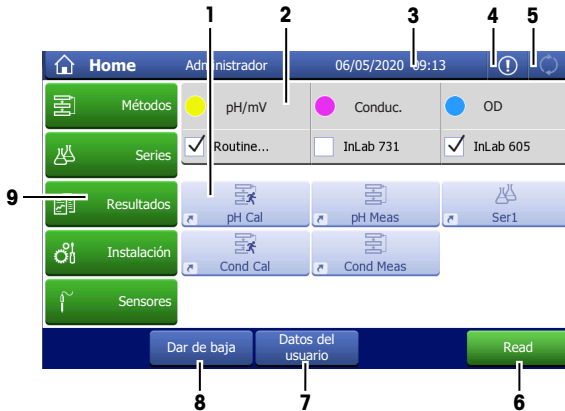 1 2 3 4 5
Home Administrador 06/05/2020 09:13
Métodos pH/mV Conduc. OD
Series Routine... InLab 731 InLab 605
9
Resultados pH Cal pH Meas Ser1
Instalación Cond Cal Cond Meas
Sensores
Dar de baja Datos del usuario Read
8 7 6